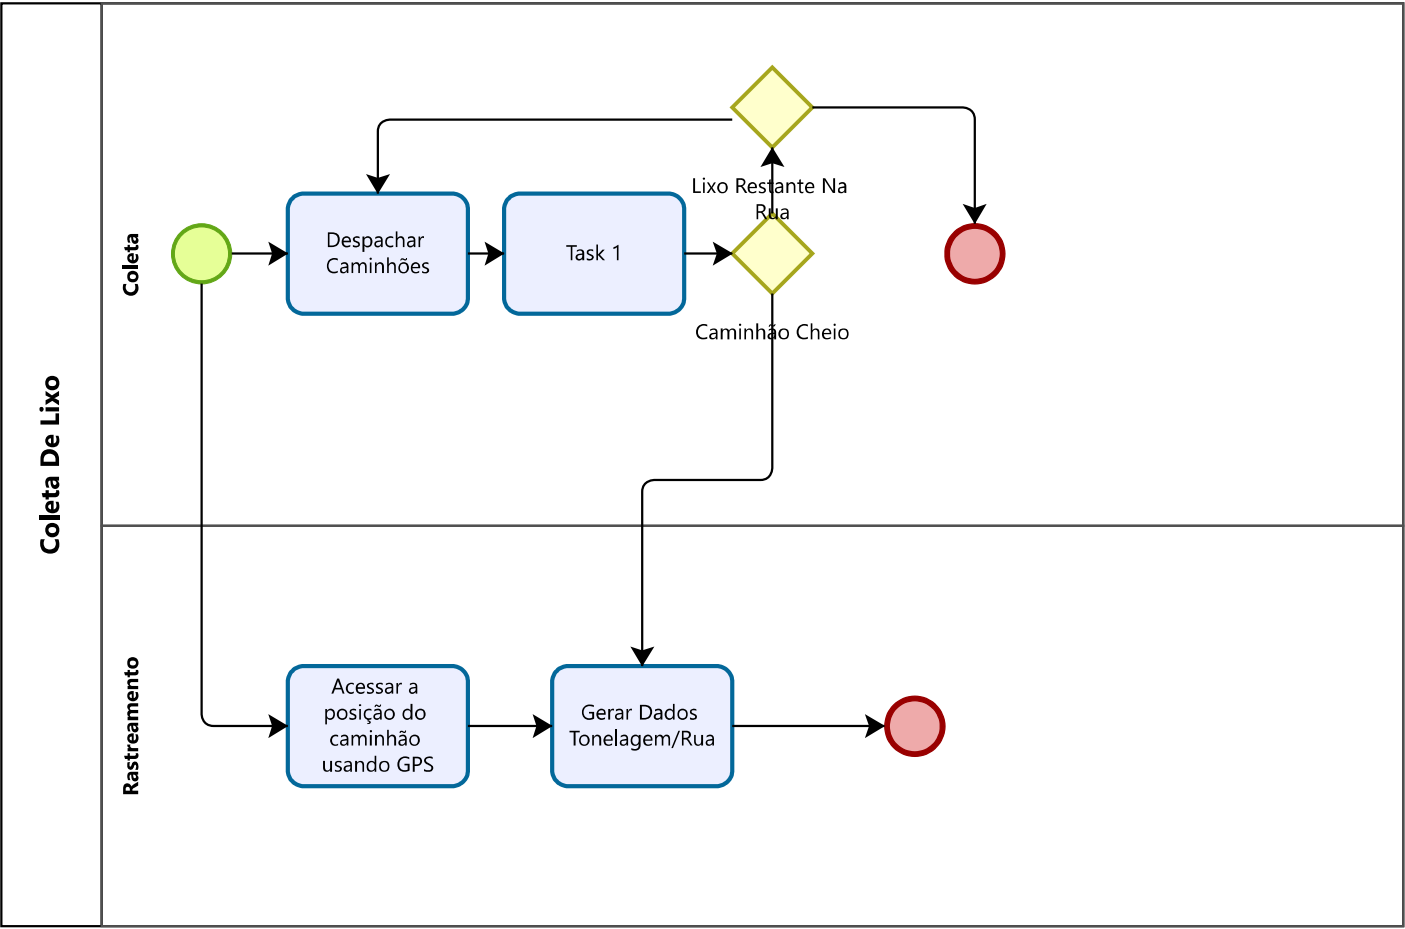 Coleta De Lixo
Coleta
Despachar
Caminhões
Task 1
Lixo Restante Na
Rua
Caminhão Cheio
Rastreamento
Acessar a
posição do
caminhão
usando GPS
Gerar Dados
Tonelagem/Rua